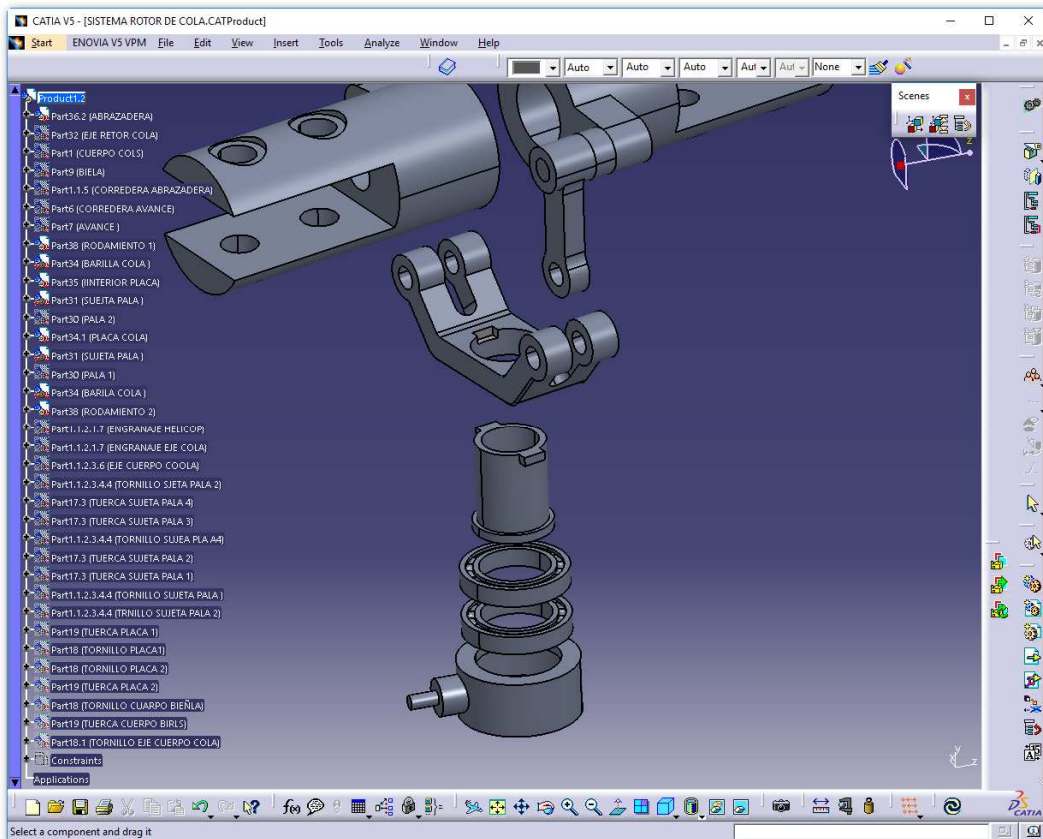 CATIA V5 - [SISTEMA ROTOR DE COLA.CATProduct]
Start ENOVIA V5 VPM File Edit View Insert Tools Analyze Window Help
Auto Auto Auto Aut Aut None
Scenes
Product1.2
Part36.2 (ABRAZADERA)
Part32 (EJE RETOR COLA)
Part1 (CUERPO COLS)
Part9 (BIELA)
Part1.1.5 (CORREDERA ABRAZADERA)
Part6 (CORREDERA AVANCE)
Part7 (AVANCE )
Part38 (RODAMIENTO 1)
Part34 (BARILLA COLA )
Part35 (IINTERIOR PLACA)
Part31 (SUEJTA PALA )
Part30 (PALA 2)
Part34.1 (PLACA COLA)
Part31 (SUJETA PALA )
Part30 (PALA 1)
Part34 (BARILA COLA )
Part38 (RODAMIENTO 2)
Part1.1.2.1.7 (ENGRANAJE HELICOP)
Part1.1.2.1.7 (ENGRANAJE EJE COLA)
Part1.1.2.3.6 (EJE CUERPO COOLA)
Part1.1.2.3.4.4 (TORNILLO SJETA PALA 2)
Part17.3 (TUERCA SUJETA PALA 4)
Part17.3 (TUERCA SUJETA PALA 3)
Part1.1.2.3.4.4 (TORNILLO SUJEA PLA A4)
Part17.3 (TUERCA SUJETA PALA 2)
Part17.3 (TUERCA SUJETA PALA 1)
Part1.1.2.3.4.4 (TORNILLO SUJETA PALA )
Part1.1.2.3.4.4 (TRNILLO SUJETA PALA 2)
Part19 (TUERCA PLACA 1)
Part18 (TORNILLO PLACA1)
Part18 (TORNILLO PLACA 2)
Part19 (TUERCA PLACA 2)
Part18 (TORNILLO CUARPO BIEÑLA)
Part19 (TUERCA CUERPO BIRLS)
Part18.1 (TORNILLO EJE CUERPO COLA)
Constraints
Applications
z
y
x z
f(x)
CATIA
Select a component and drag it